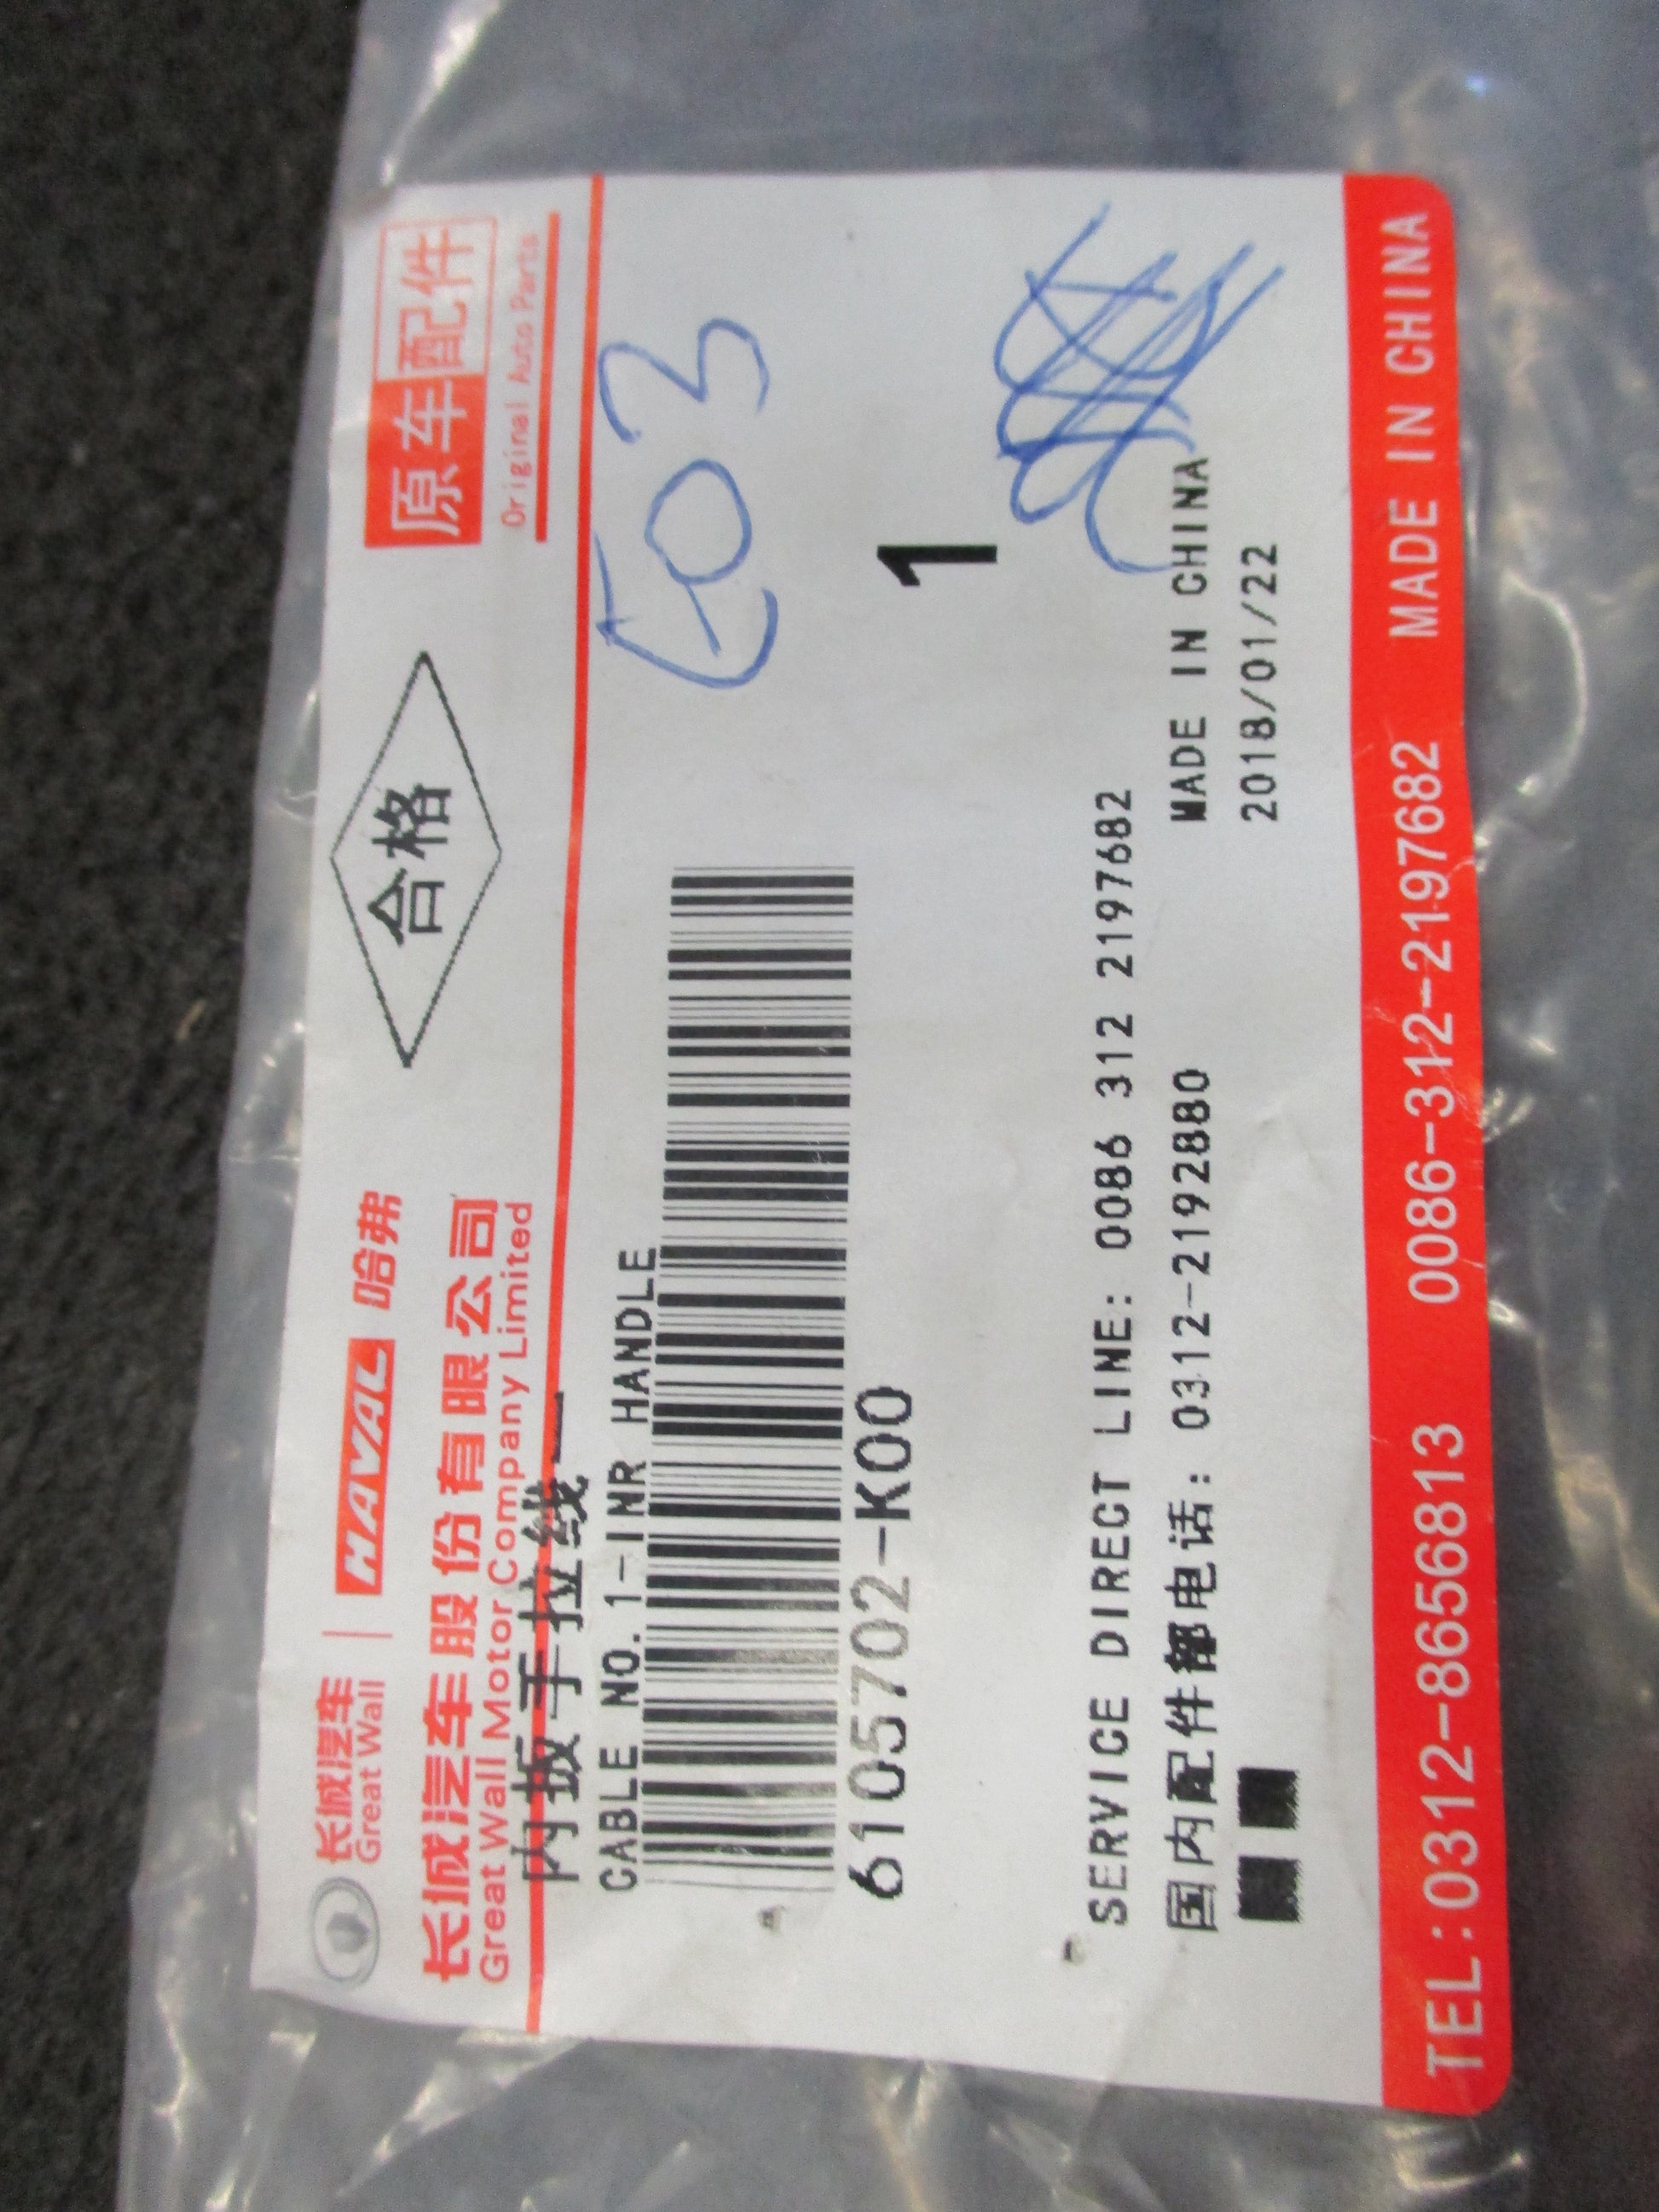 长城汽车
Great Wall
HAVAL 哈弗
合格
原车配件
Original Auto Parts
长城汽车股份有限公司
Great Wall Motor Company Limited
内扳手拉线一
CABLE NO. 1-INR HANDLE
E03
6105702-K00
1
SERVICE DIRECT LINE: 0086 312 2197682
国内配件部电话: 0312-2192880
MADE IN CHINA
2018/01/22
TEL:0312-8656813 0086-312-2197682 MADE IN CHINA